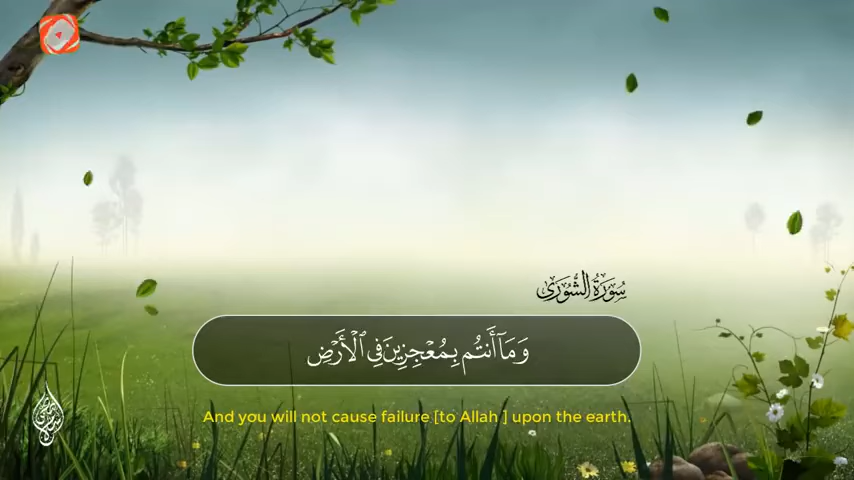 سُورَةُ الشُّورَىٰ
وَمَآ أَنتُم بِمُعْجِزِينَ فِى ٱلْأَرْضِ
And you will not cause failure [to Allah ] upon the earth.